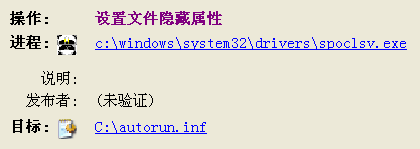 操作: 设置文件隐藏属性
进程: c:\windows\system32\drivers\spoclsv.exe
说明:
发布者: (未验证)
目标: C:\autorun.inf